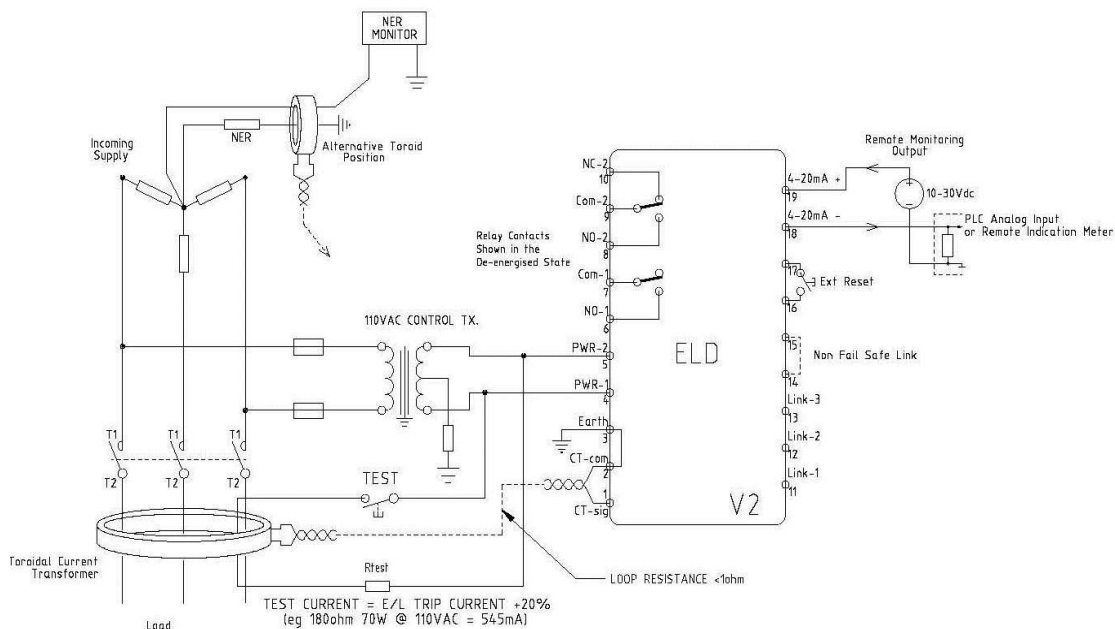 NER
MONITOR
NER
Alternative Toroid
Position
Incoming
Supply
Remote Monitoring
Output
NC-2
10
Com-2
9
NO-2
8
Com-1
7
NO-1
6
PWR-2
5
PWR-1
4
Earth
3
CT-com
2
1
CT-sig
Relay Contacts
Shown in the
De-energised State
ELD
V2
4-20mA +
19
4-20mA -
18
17
16
15
14
Link-3
13
Link-2
12
Link-1
11
+
-
10-30Vdc
PLC Analog Input
or Remote Indication Meter
Ext Reset
Non Fail Safe Link
110VAC CONTROL TX.
T1
T1
T1
T2
T2
T2
TEST
Toroidal Current
Transformer
Rtest
LOOP RESISTANCE <1ohm
TEST CURRENT = E/L TRIP CURRENT +20%
(eg 180ohm 70W @ 110VAC = 545mA)
Load